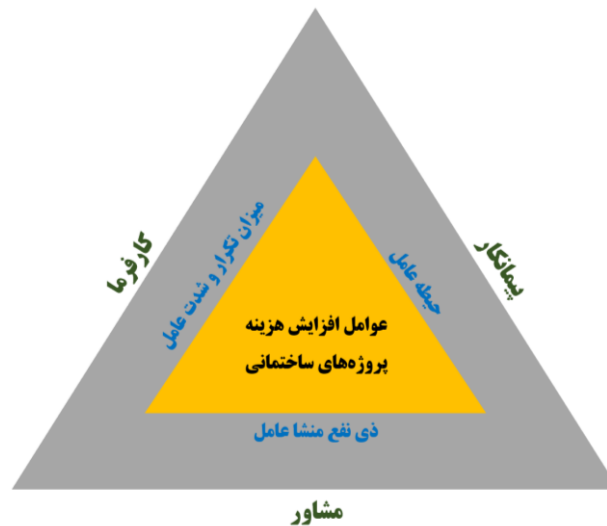 کارفرما
پیمانکار
میزان تکرار و شدت عامل
حیطه عامل
عوامل افزایش هزینه
پروژه‌های ساختمانی
ذی نفع منشا عامل
مشاور